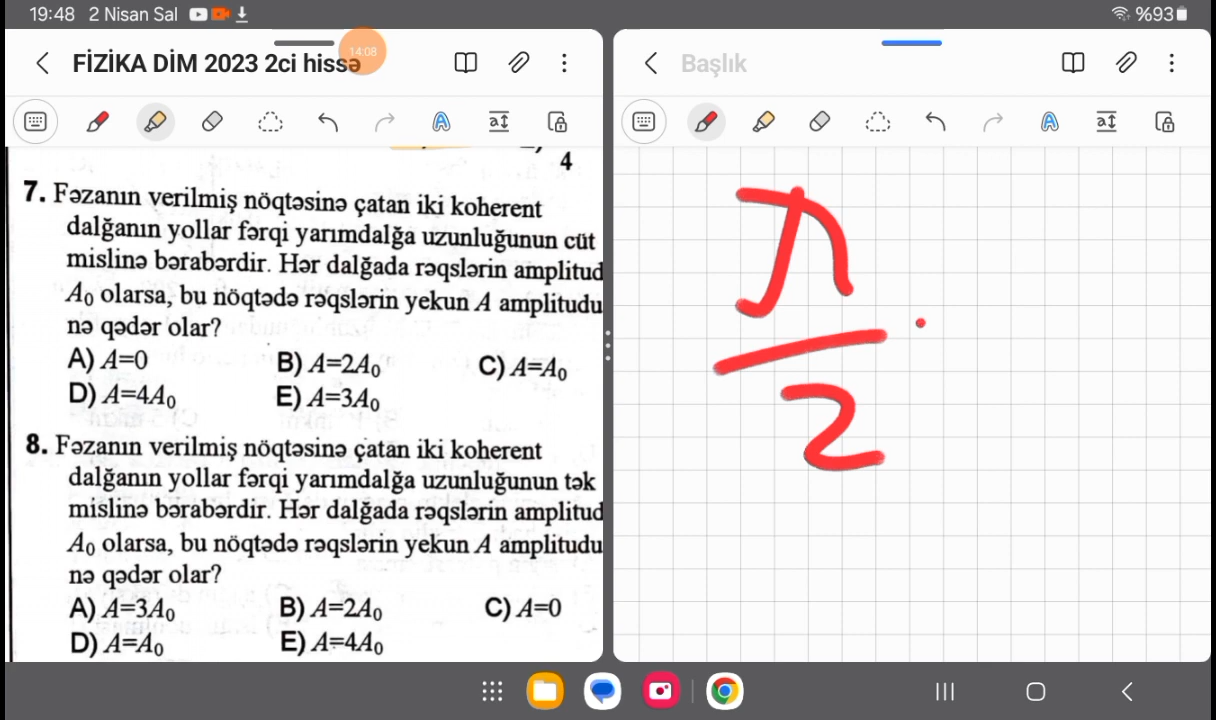 19:48 2 Nisan Sal
%93
FİZİKA DİM 2023 2ci hissə
14:08
Başlık
4
7. Fəzanın verilmiş nöqtəsinə çatan iki koherent
dalğanın yollar fərqi yarımdalğa uzunluğunun cüt
mislinə bərabərdir. Hər dalğada rəqslərin amplitud
A₀ olarsa, bu nöqtədə rəqslərin yekun A amplitudu
nə qədər olar?
A) A=0 B) A=2A₀ C) A=A₀
D) A=4A₀ E) A=3A₀
8. Fəzanın verilmiş nöqtəsinə çatan iki koherent
dalğanın yollar fərqi yarımdalğa uzunluğunun tək
mislinə bərabərdir. Hər dalğada rəqslərin amplitud
A₀ olarsa, bu nöqtədə rəqslərin yekun A amplitudu
nə qədər olar?
A) A=3A₀ B) A=2A₀ C) A=0
D) A=A₀ E) A=4A₀
λ
2